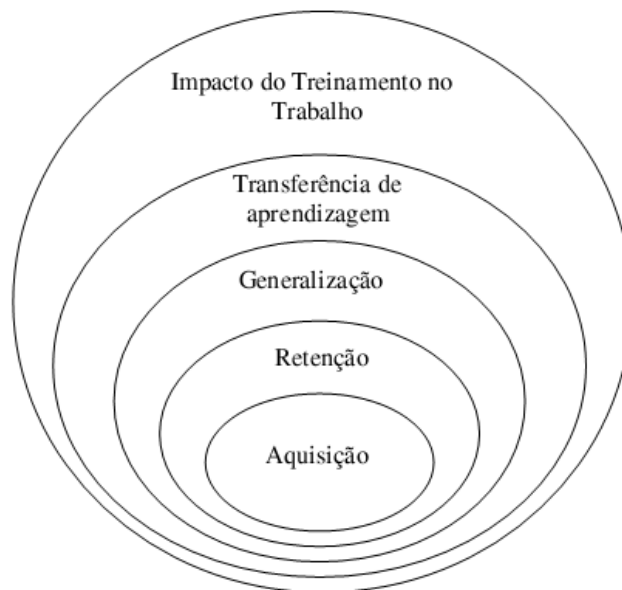 Impacto do Treinamento no
Trabalho
Transferência de
aprendizagem
Generalização
Retenção
Aquisição